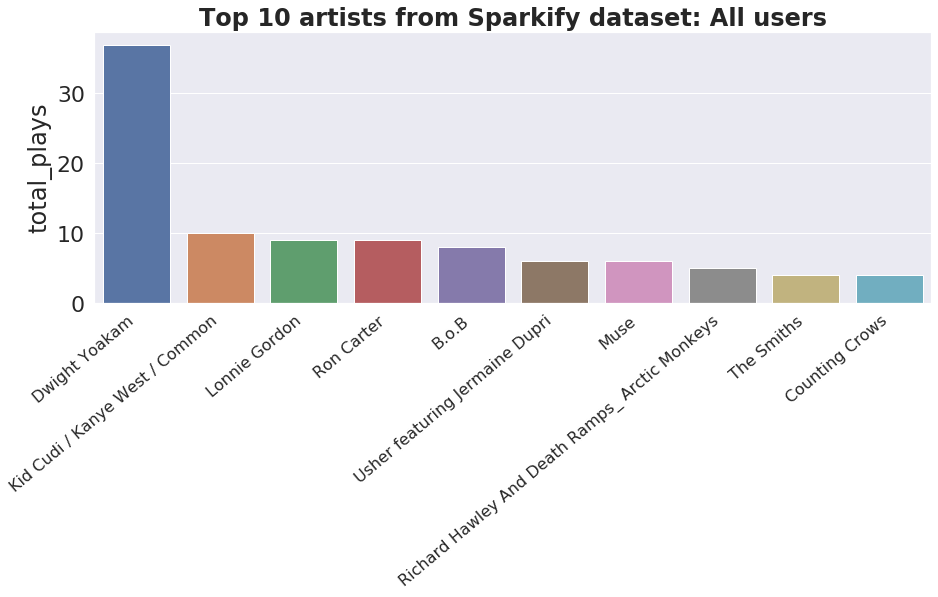 Top 10 artists from Sparkify dataset: All users
total_plays
30
20
10
0
Dwight Yoakam
Kid Cudi / Kanye West / Common
Lonnie Gordon
Ron Carter
B.o.B
Usher featuring Jermaine Dupri
Muse
Richard Hawley And Death Ramps_ Arctic Monkeys
The Smiths
Counting Crows